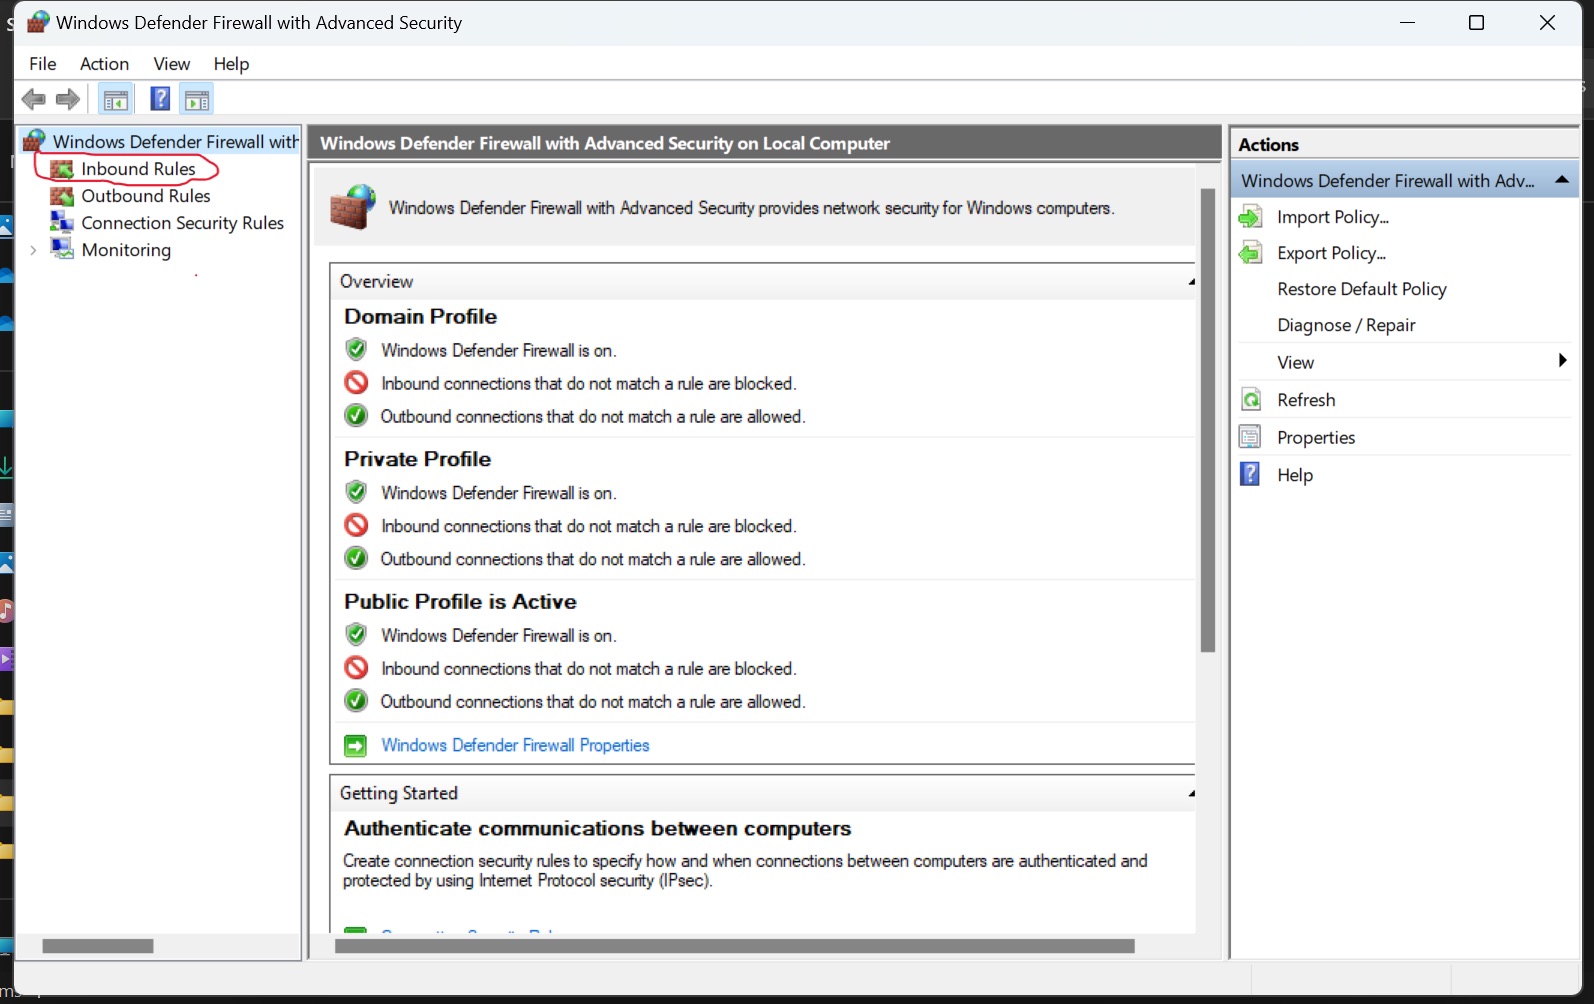 Windows Defender Firewall with Advanced Security
File Action View Help
Windows Defender Firewall with
Inbound Rules
Outbound Rules
Connection Security Rules
Monitoring
Windows Defender Firewall with Advanced Security on Local Computer
Windows Defender Firewall with Advanced Security provides network security for Windows computers.
Overview
Domain Profile
Windows Defender Firewall is on.
Inbound connections that do not match a rule are blocked.
Outbound connections that do not match a rule are allowed.
Private Profile
Windows Defender Firewall is on.
Inbound connections that do not match a rule are blocked.
Outbound connections that do not match a rule are allowed.
Public Profile is Active
Windows Defender Firewall is on.
Inbound connections that do not match a rule are blocked.
Outbound connections that do not match a rule are allowed.
Windows Defender Firewall Properties
Getting Started
Authenticate communications between computers
Create connection security rules to specify how and when connections between computers are authenticated and
protected by using Internet Protocol security (IPsec).
Actions
Windows Defender Firewall with Adv...
Import Policy...
Export Policy...
Restore Default Policy
Diagnose / Repair
View
Refresh
Properties
Help